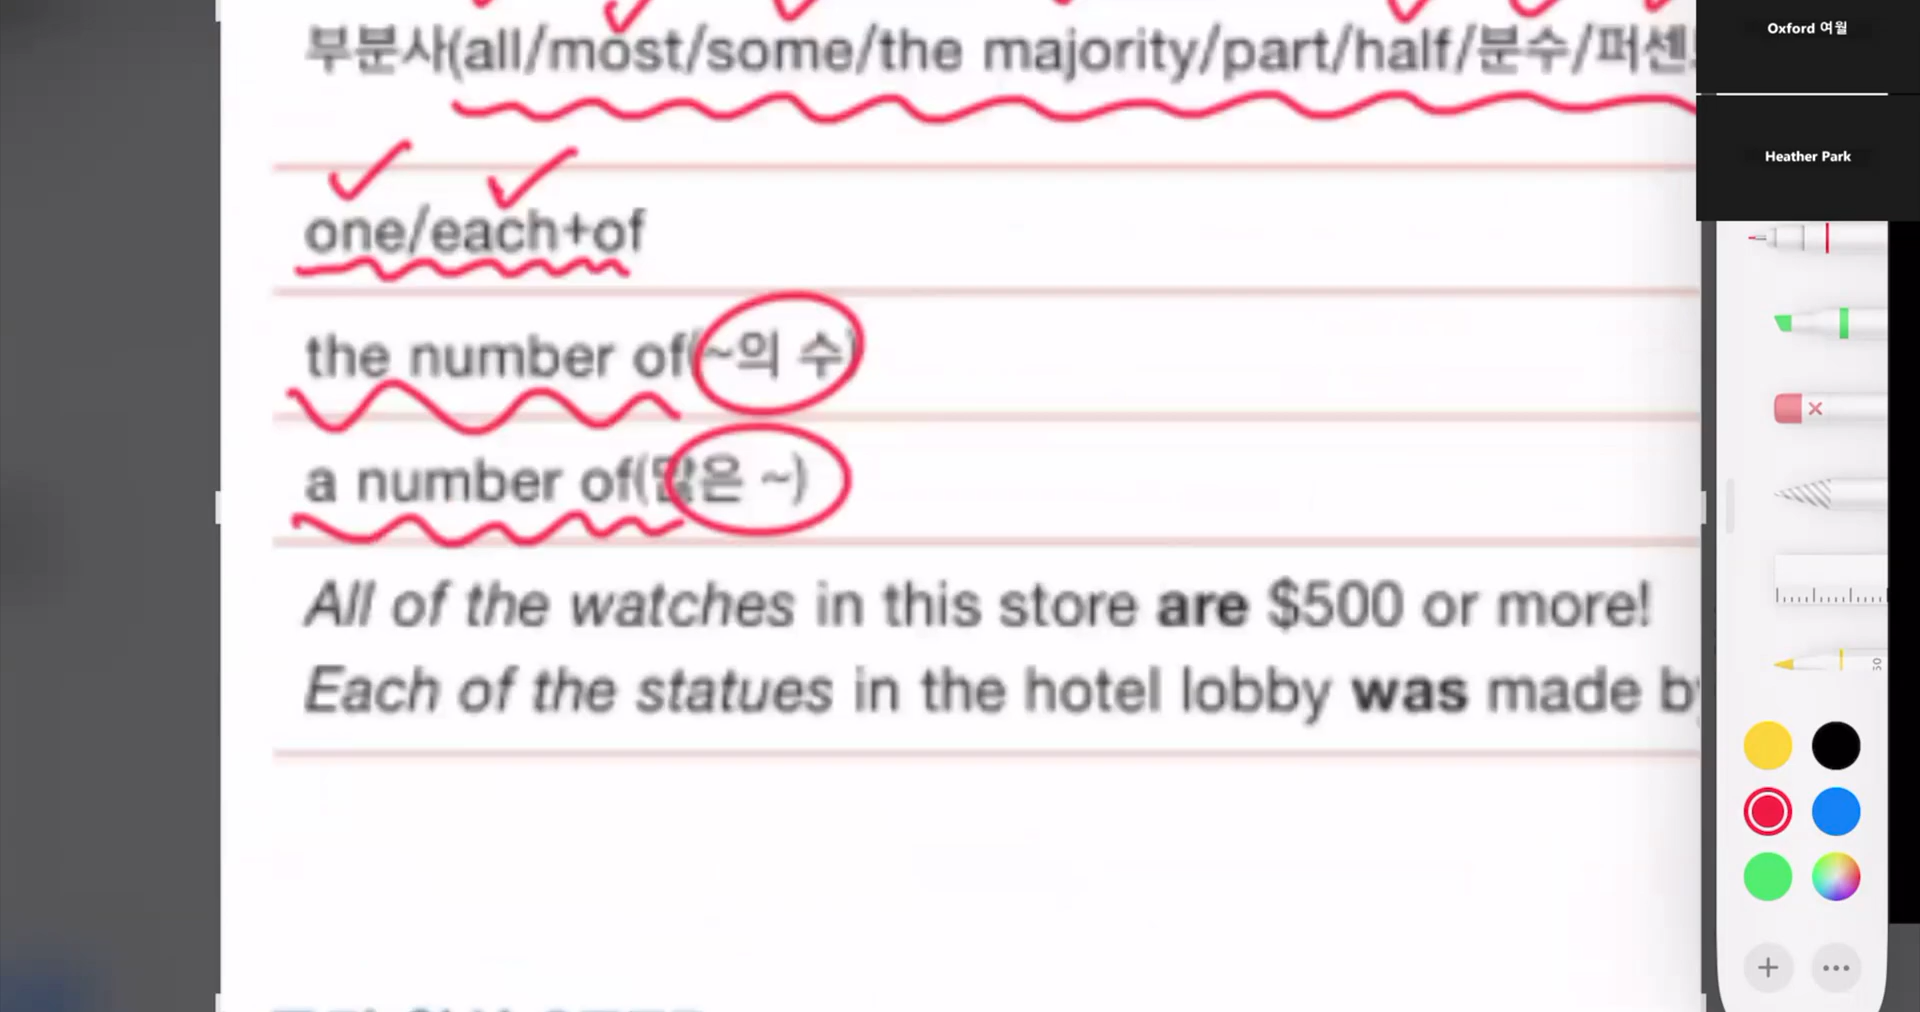 부분사(all/most/some/the majority/part/half/분수/퍼센
one/each+of
the number of(~의 수)
a number of(많은 ~)
All of the watches in this store are $500 or more!
Each of the statues in the hotel lobby was made by
Oxford 여월
Heather Park
50